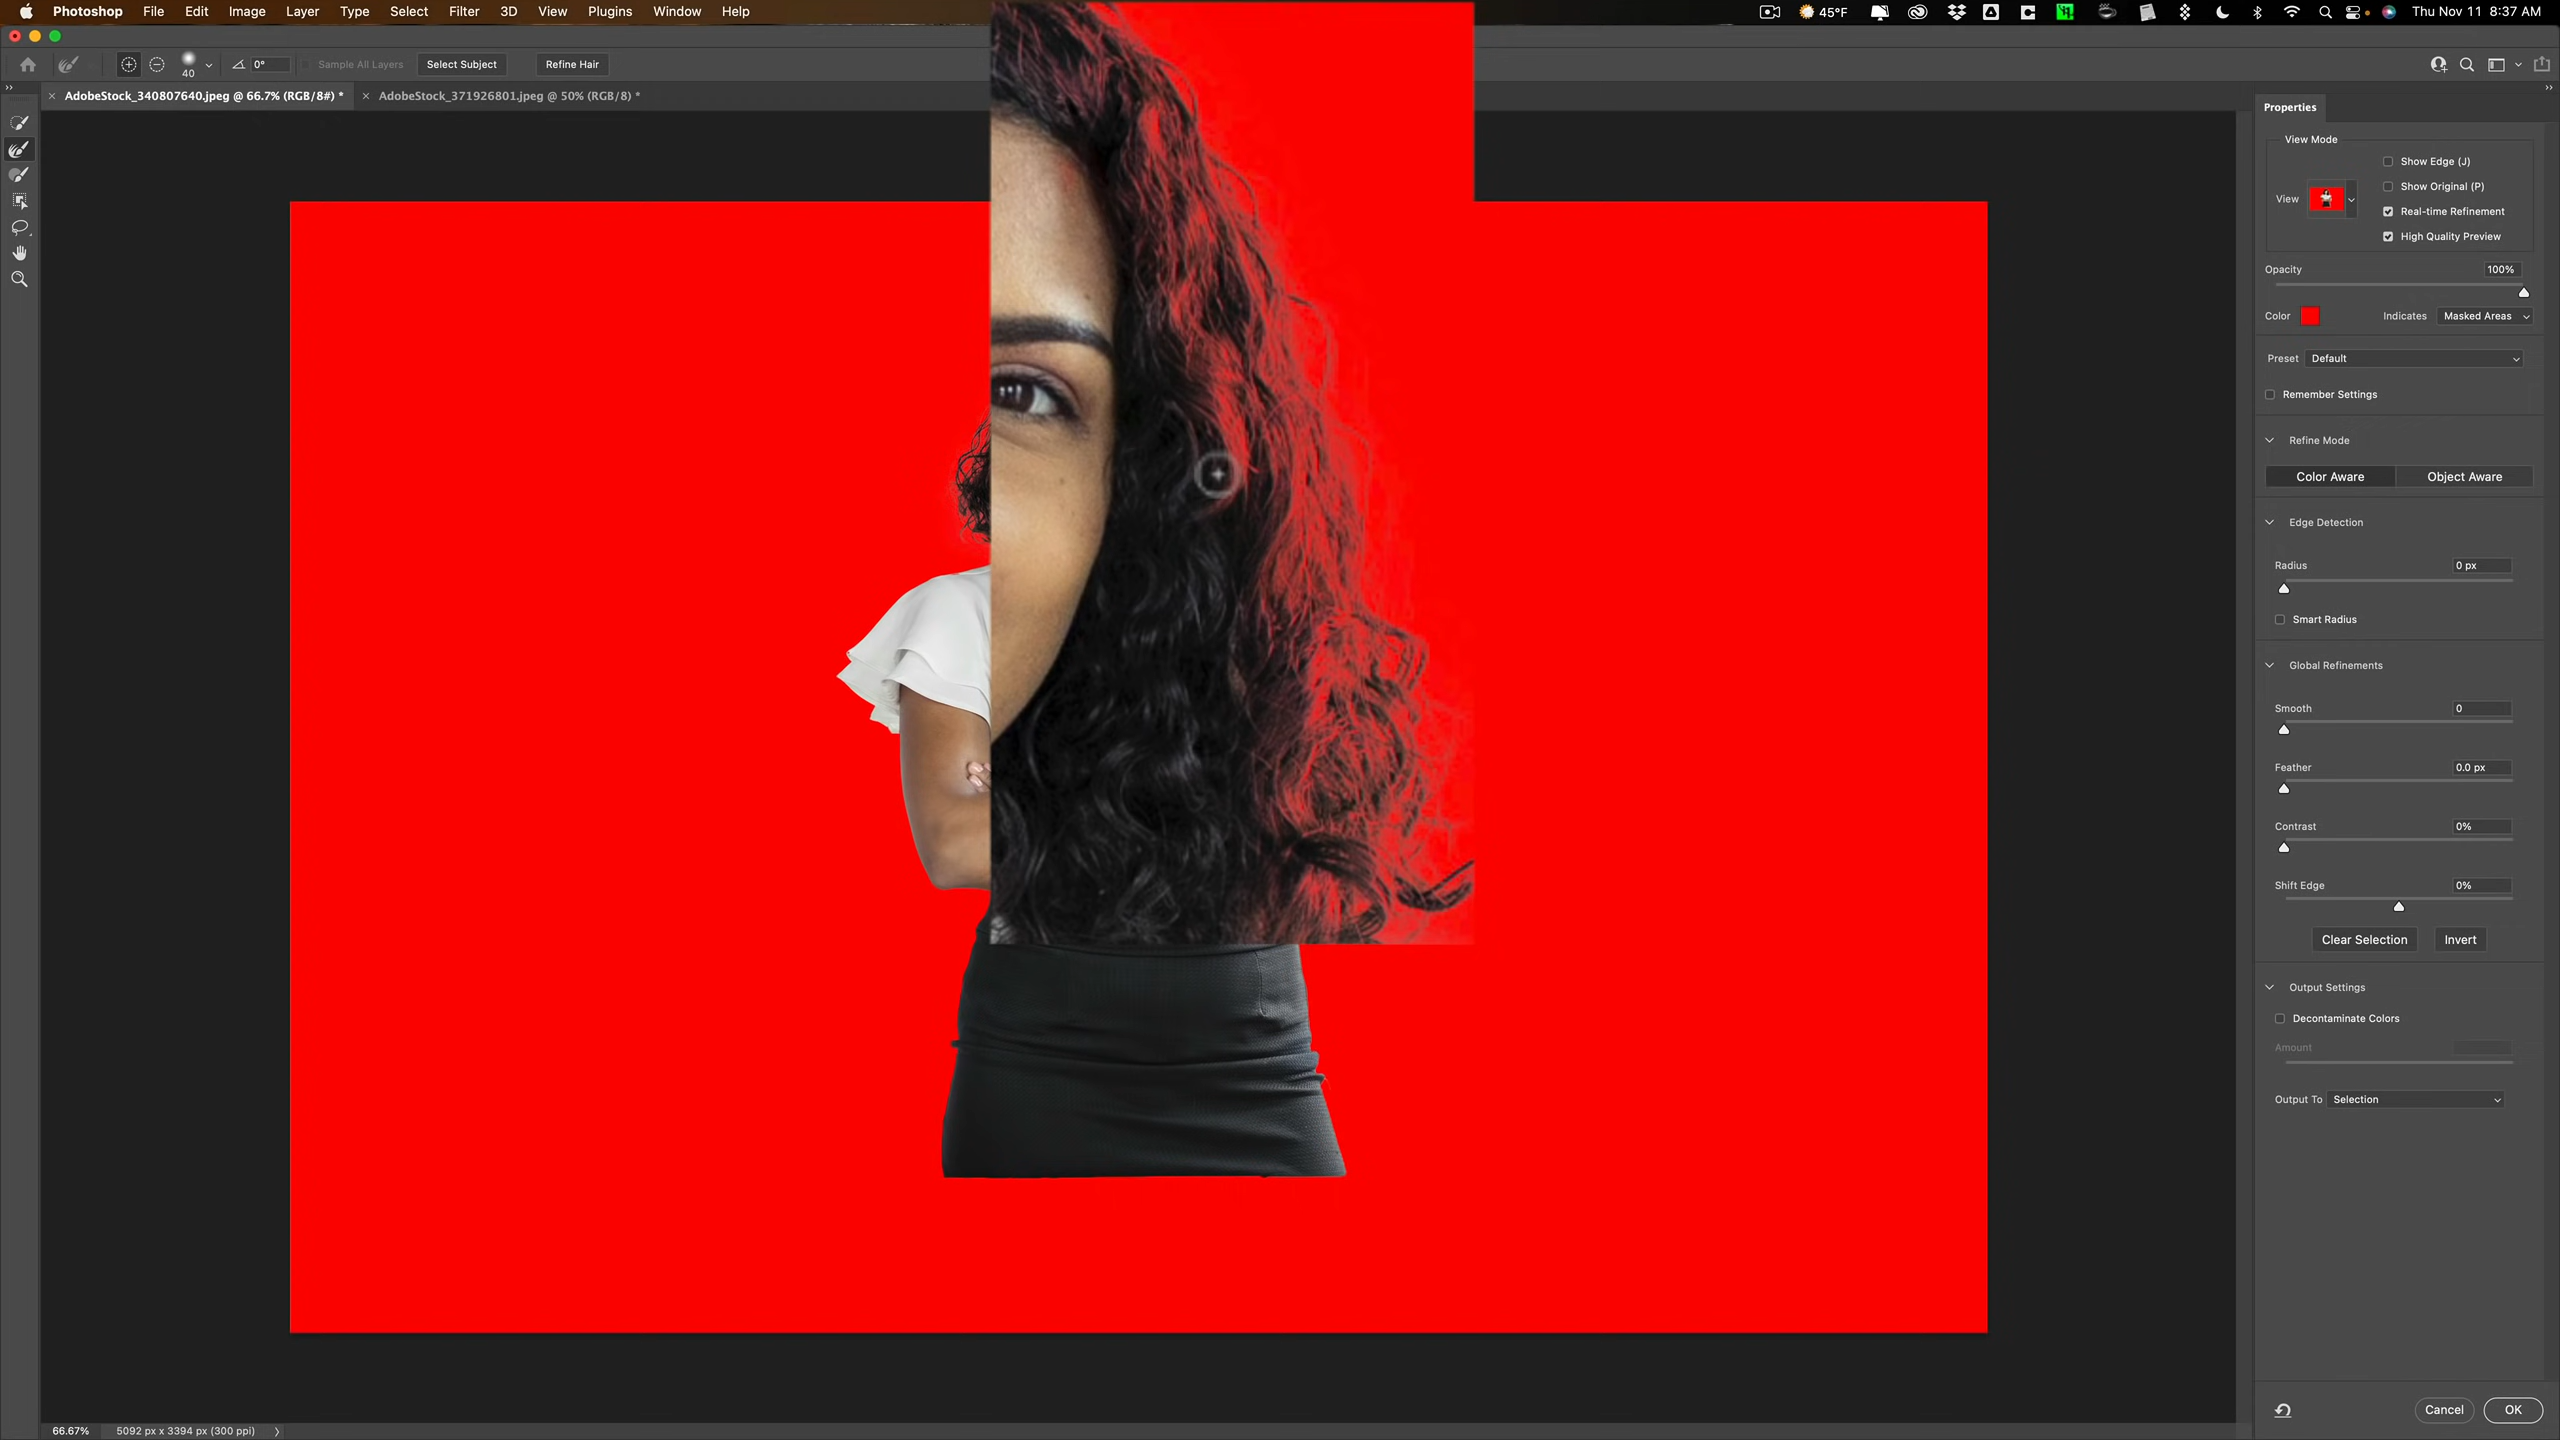 Photoshop File Edit Image Layer Type Select Filter 3D View Plugins Window Help 45°F Thu Nov 11 8:37 AM
40 0° Sample All Layers Select Subject Refine Hair
AdobeStock_340807640.jpeg @ 66.7% (RGB/8#) * AdobeStock_371926801.jpeg @ 50% (RGB/8) *
Properties
View Mode
Show Edge (J)
Show Original (P)
View
Real-time Refinement
High Quality Preview
Opacity 100%
Color Indicates Masked Areas
Preset Default
Remember Settings
Refine Mode
Color Aware Object Aware
Edge Detection
Radius 0 px
Smart Radius
Global Refinements
Smooth 0
Feather 0.0 px
Contrast 0%
Shift Edge 0%
Clear Selection Invert
Output Settings
Decontaminate Colors
Amount
Output To Selection
Cancel OK
66.67% 5092 px x 3394 px (300 ppi)